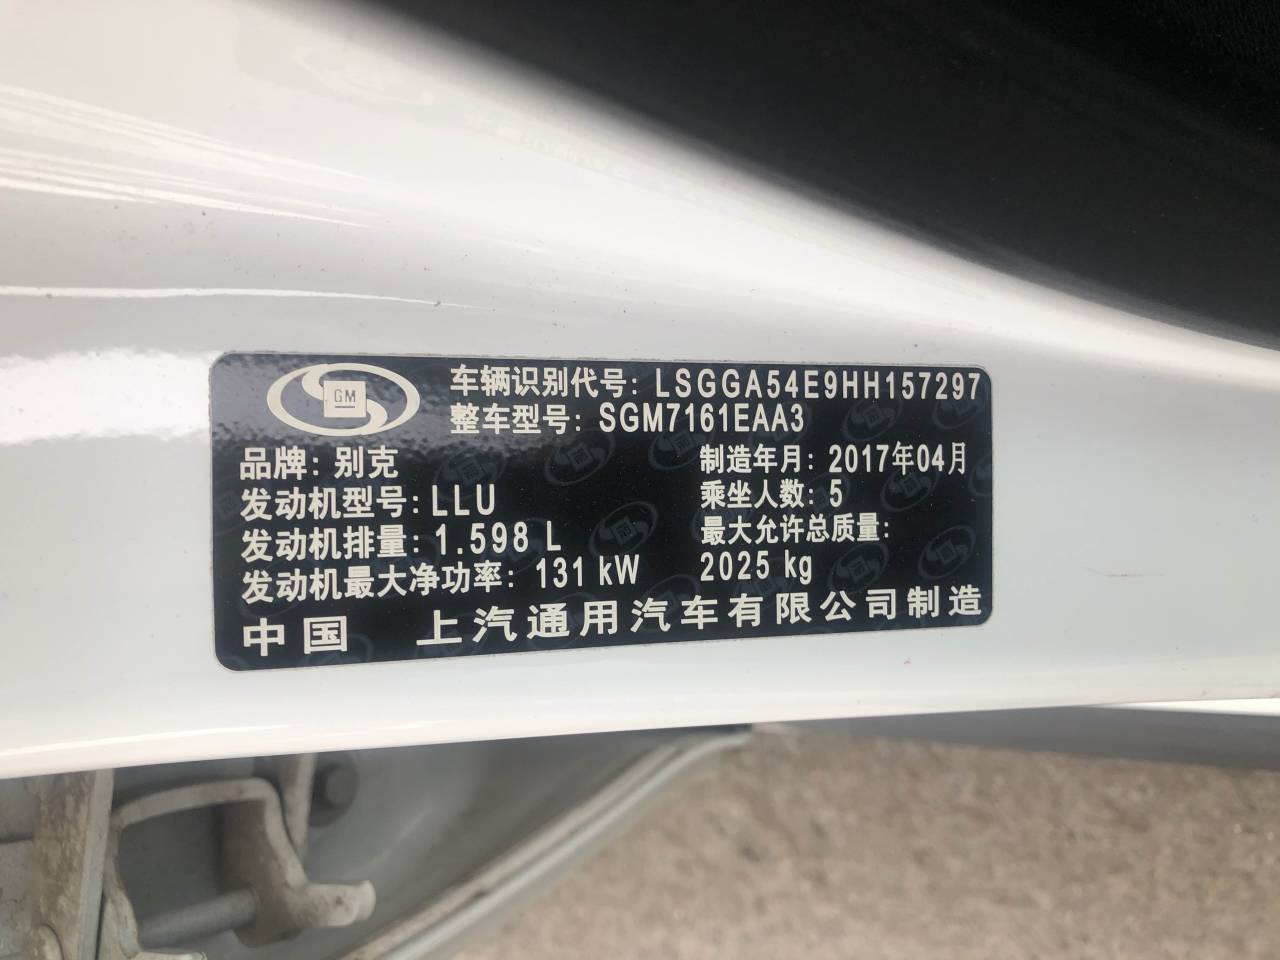 GM
车辆识别代号: LSGGA54E9HH157297
整车型号: SGM7161EAA3
品牌: 别克
制造年月: 2017年04月
发动机型号: LLU
乘坐人数: 5
发动机排量: 1.598 L
最大允许总质量:
发动机最大净功率: 131 kW
2025 kg
中国 上汽通用汽车有限公司制造